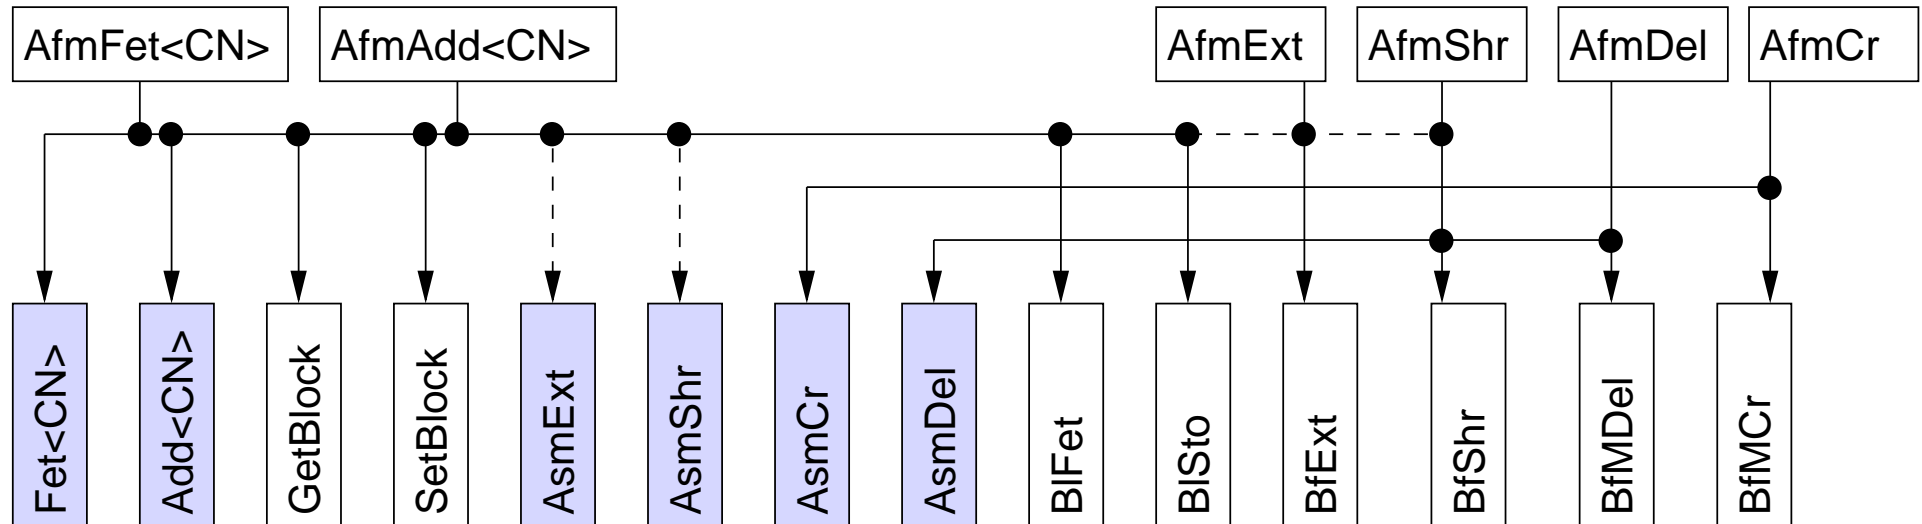 AfmFet<CN>
AfmAdd<CN>
AfmExt
AfmShr
AfmDel
AfmCr
Fet<CN>
Add<CN>
GetBlock
SetBlock
AsmExt
AsmShr
AsmCr
AsmDel
BlFet
BlSto
BfExt
BfShr
BfMDel
BfMCr